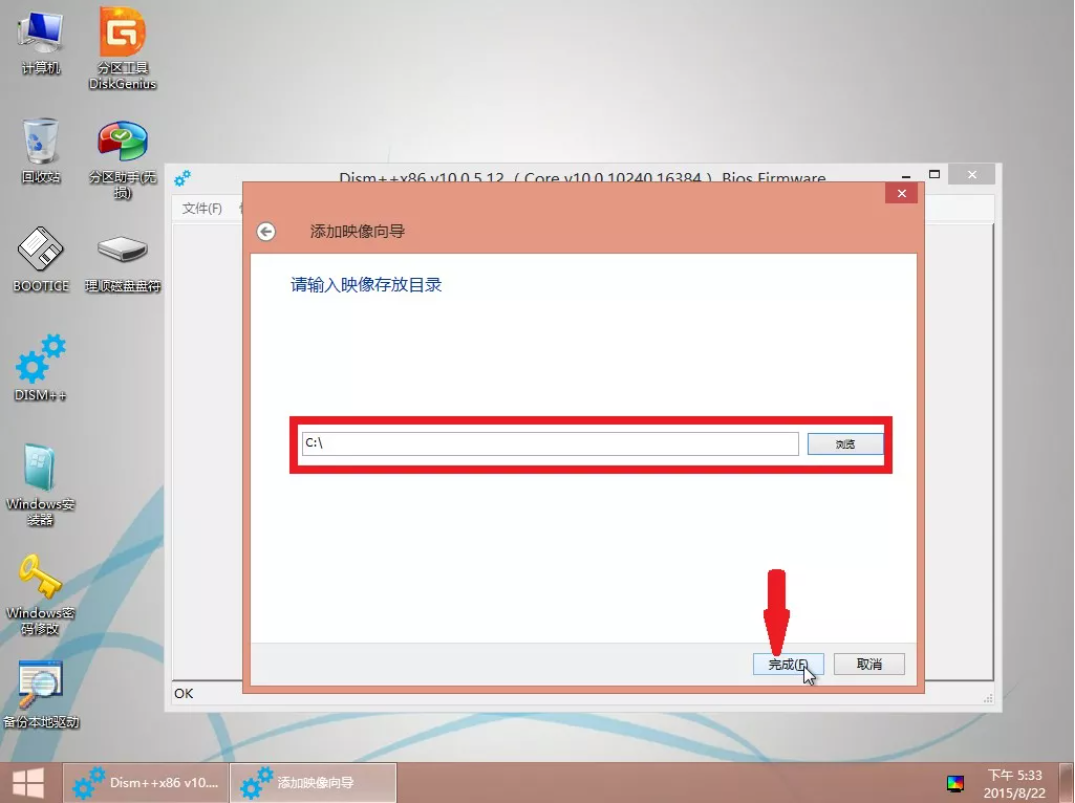 计算机
分区工具
DiskGenius
回收站
分区助手(无
损)
BOOTICE
理顺磁盘盘符
DISM++
Windows安
装器
Windows密
码修改
备份本地驱动
Dism++x86 v10.0.5.12 ( Core v10.0.10240.16384 ) Bios Firmware
文件(F)
添加映像向导
请输入映像存放目录
C:\
浏览
完成(F)
取消
OK
Dism++x86 v10....
添加映像向导
下午 5:33
2015/8/22